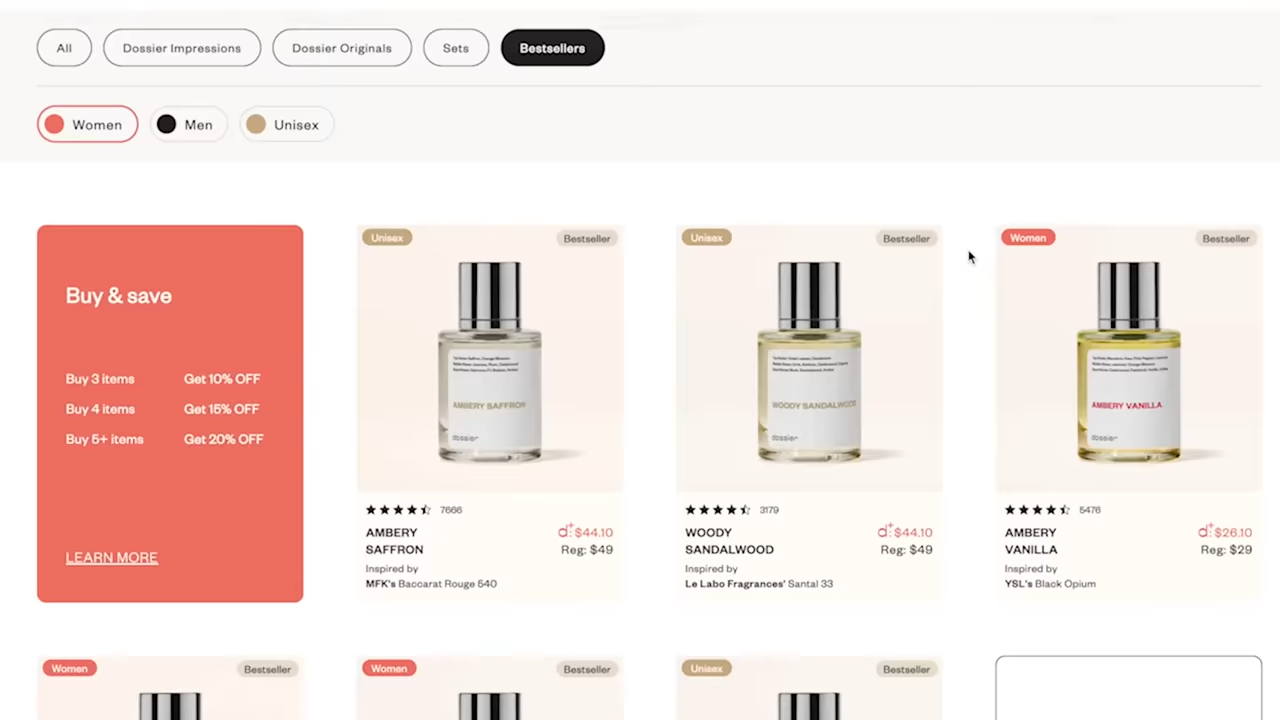 All
Dossier Impressions
Dossier Originals
Sets
Bestsellers
Women
Men
Unisex
Buy & save
Buy 3 items Get 10% OFF
Buy 4 items Get 15% OFF
Buy 5+ items Get 20% OFF
LEARN MORE
Unisex
Bestseller
AMBERY SAFFRON
dossier
7666
AMBERY
SAFFRON
d+: $44.10
Reg: $49
Inspired by
MFK's Baccarat Rouge 540
Unisex
Bestseller
WOODY SANDALWOOD
dossier
3179
WOODY
SANDALWOOD
d+: $44.10
Reg: $49
Inspired by
Le Labo Fragrances' Santal 33
Women
Bestseller
AMBERY VANILLA
dossier
5476
AMBERY
VANILLA
d+: $26.10
Reg: $29
Inspired by
YSL's Black Opium
Women
Bestseller
Women
Bestseller
Unisex
Bestseller